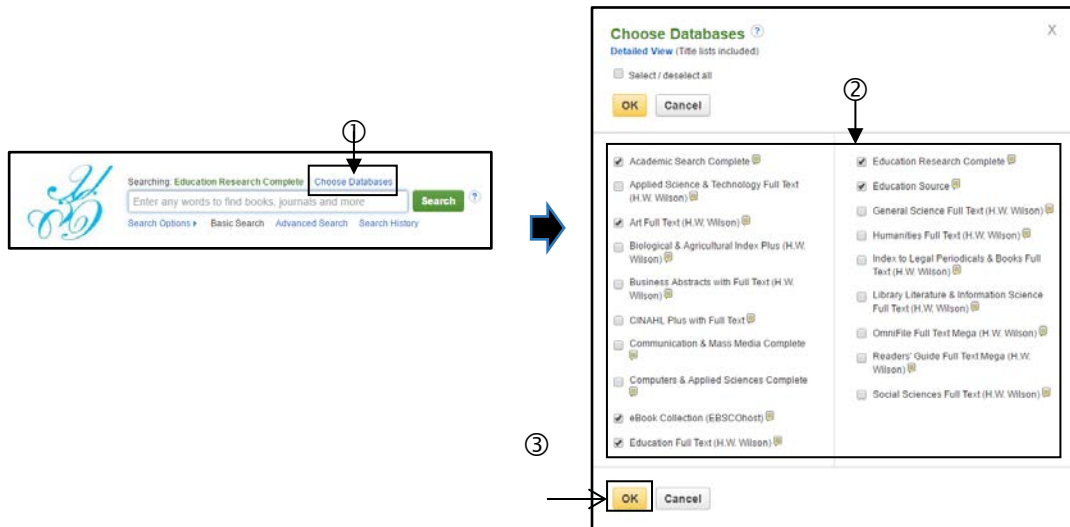 ①
Searching: Education Research Complete Choose Databases
Enter any words to find books, journals and more
Search
?
Search Options Basic Search Advanced Search Search History
Choose Databases ?
X
Detailed View (Title lists included)
Select / deselect all
OK Cancel
②
Academic Search Complete
Applied Science & Technology Full Text
(H.W. Wilson)
Art Full Text (H.W. Wilson)
Biological & Agricultural Index Plus (H.W.
Wilson)
Business Abstracts with Full Text (H.W.
Wilson)
CINAHL Plus with Full Text
Communication & Mass Media Complete
Computers & Applied Sciences Complete
eBook Collection (EBSCOhost)
Education Full Text (H.W. Wilson)
Education Research Complete
Education Source
General Science Full Text (H.W. Wilson)
Humanities Full Text (H.W. Wilson)
Index to Legal Periodicals & Books Full
Text (H.W. Wilson)
Library Literature & Information Science
Full Text (H.W. Wilson)
OmniFile Full Text Mega (H.W. Wilson)
Readers' Guide Full Text Mega (H.W.
Wilson)
Social Sciences Full Text (H.W. Wilson)
③
OK Cancel